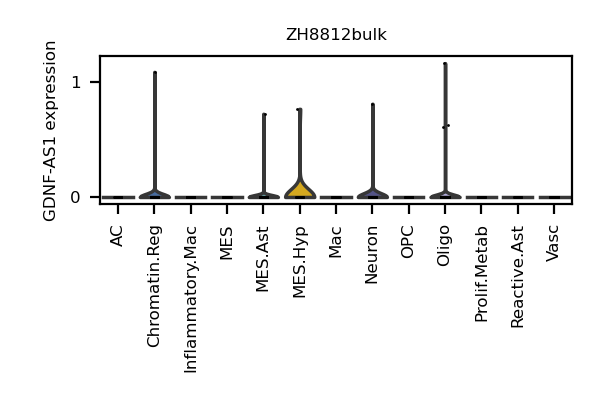 ZH8812bulk
GDNF-AS1 expression
1
0
AC
Chromatin.Reg
Inflammatory.Mac
MES
MES.Ast
MES.Hyp
Mac
Neuron
OPC
Oligo
Prolif.Metab
Reactive.Ast
Vasc